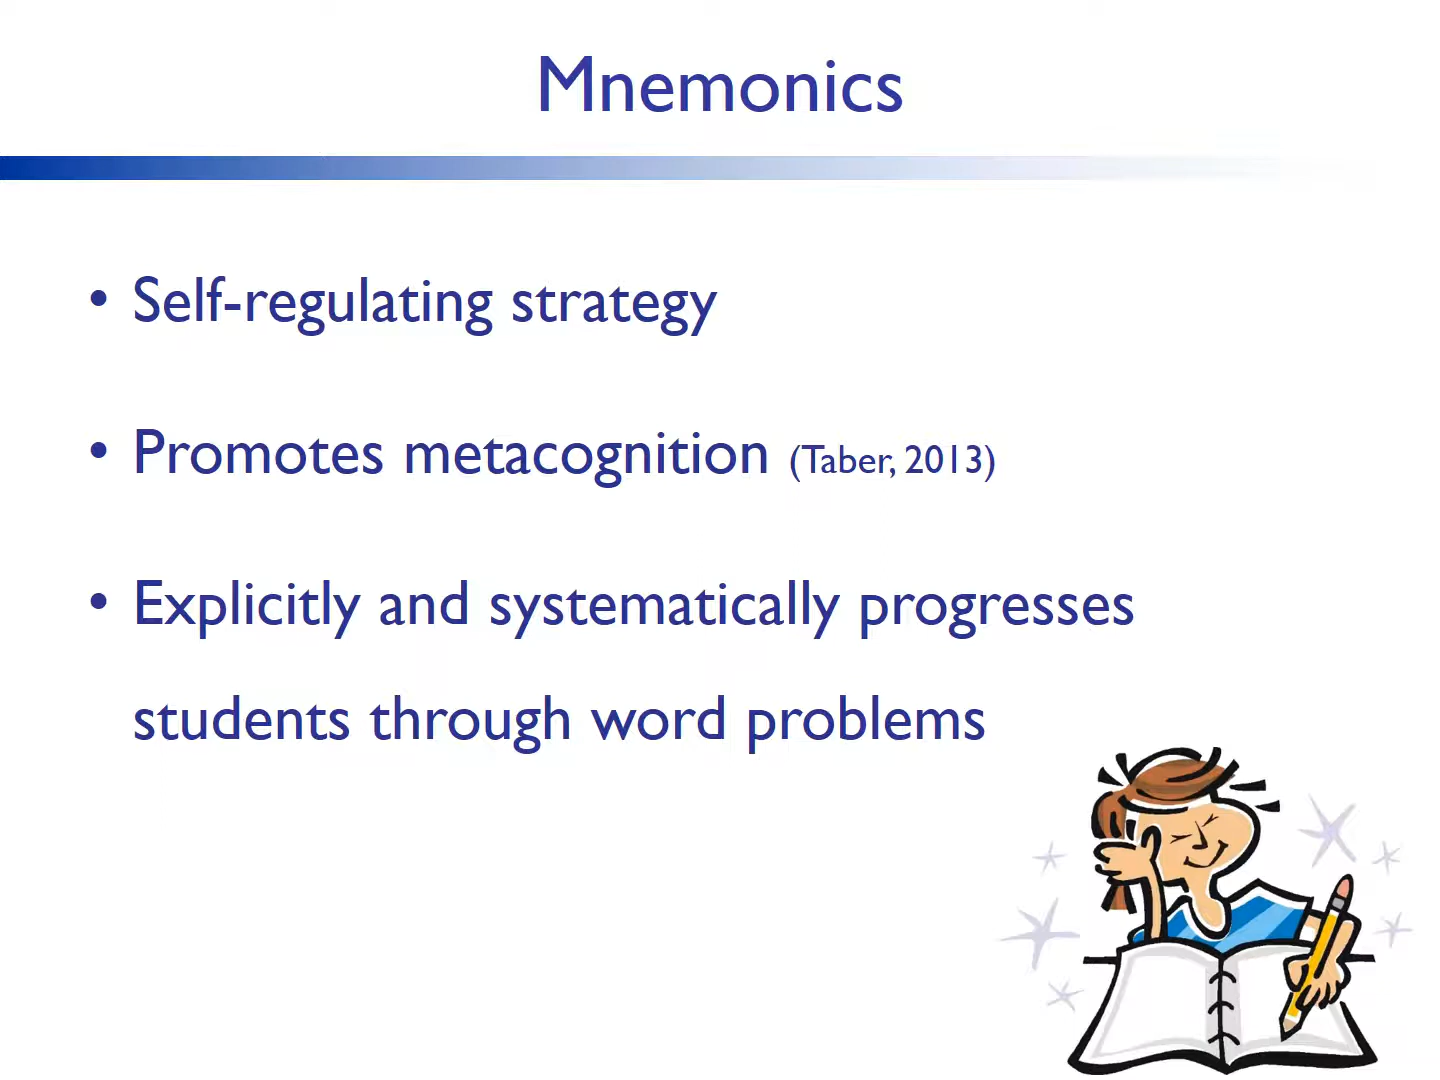 Mnemonics
• Self-regulating strategy
• Promotes metacognition (Taber, 2013)
• Explicitly and systematically progresses
students through word problems